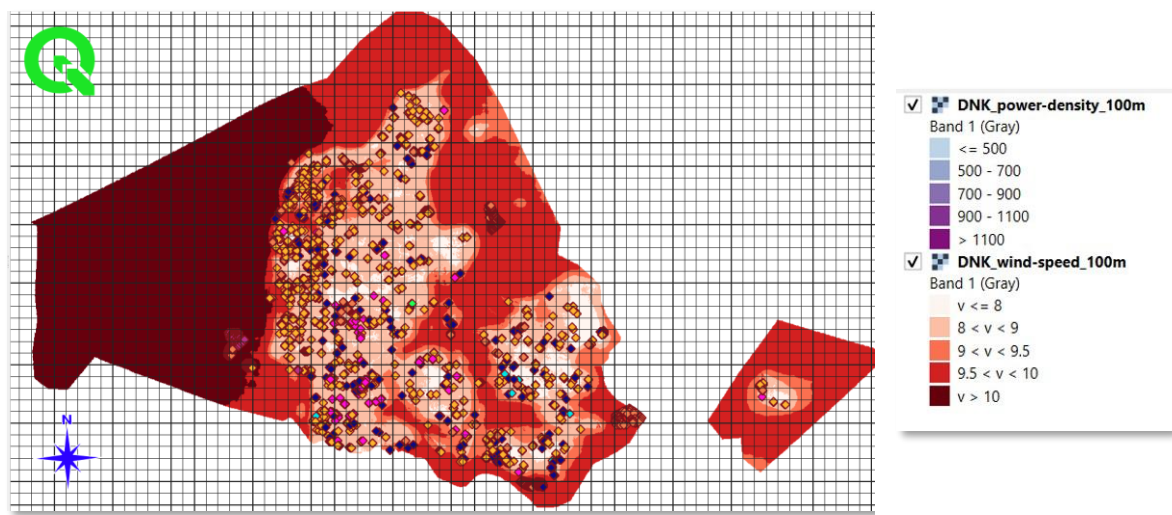 N
DNK_power-density_100m
Band 1 (Gray)
<= 500
500 - 700
700 - 900
900 - 1100
> 1100
DNK_wind-speed_100m
Band 1 (Gray)
v <= 8
8 < v < 9
9 < v < 9.5
9.5 < v < 10
v > 10